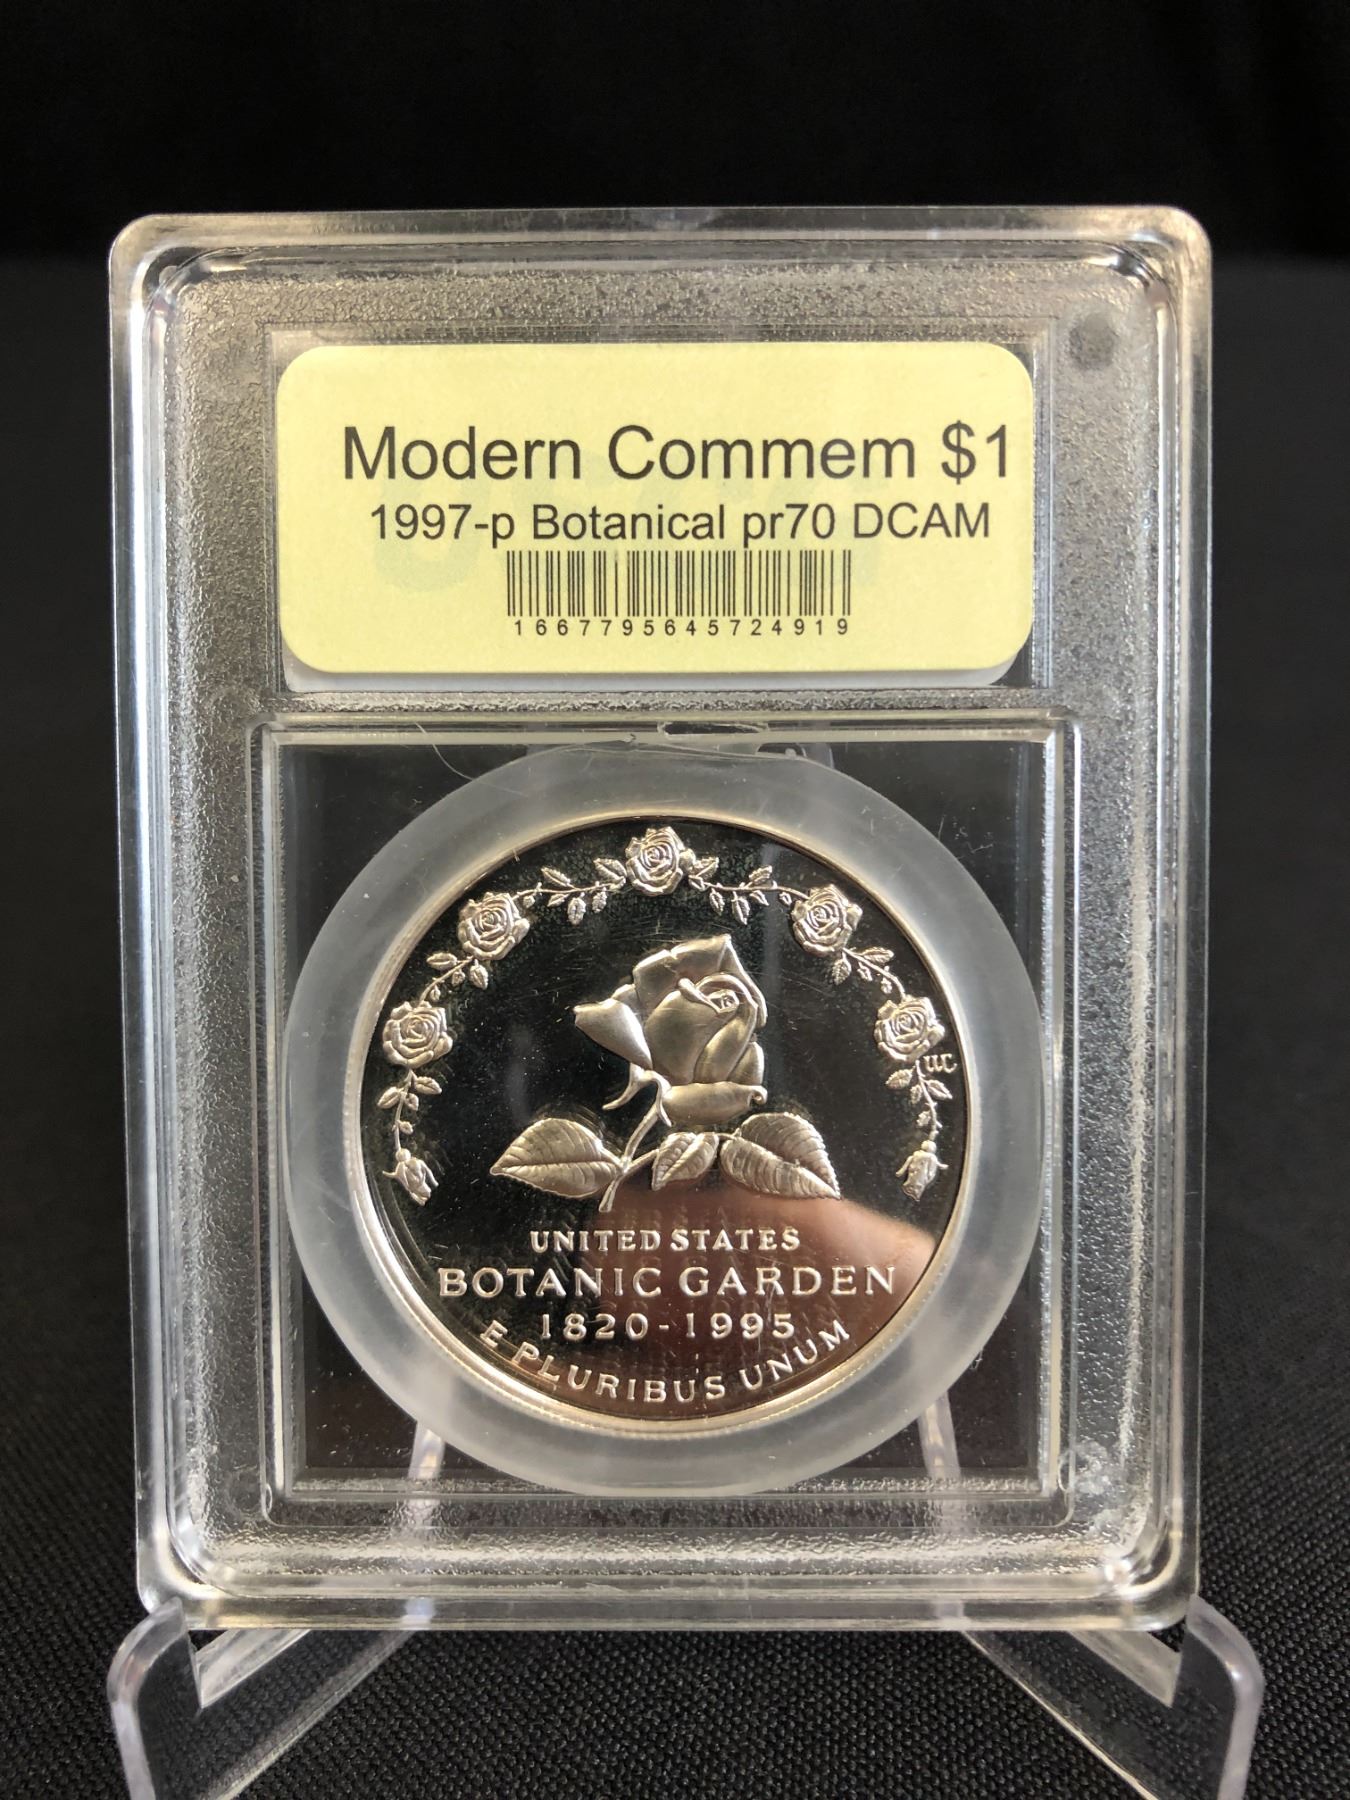 Modern Commem $1
1997-p Botanical pr70 DCAM
1667795645724919
UNITED STATES
BOTANIC GARDEN
1820-1995
E PLURIBUS UNUM